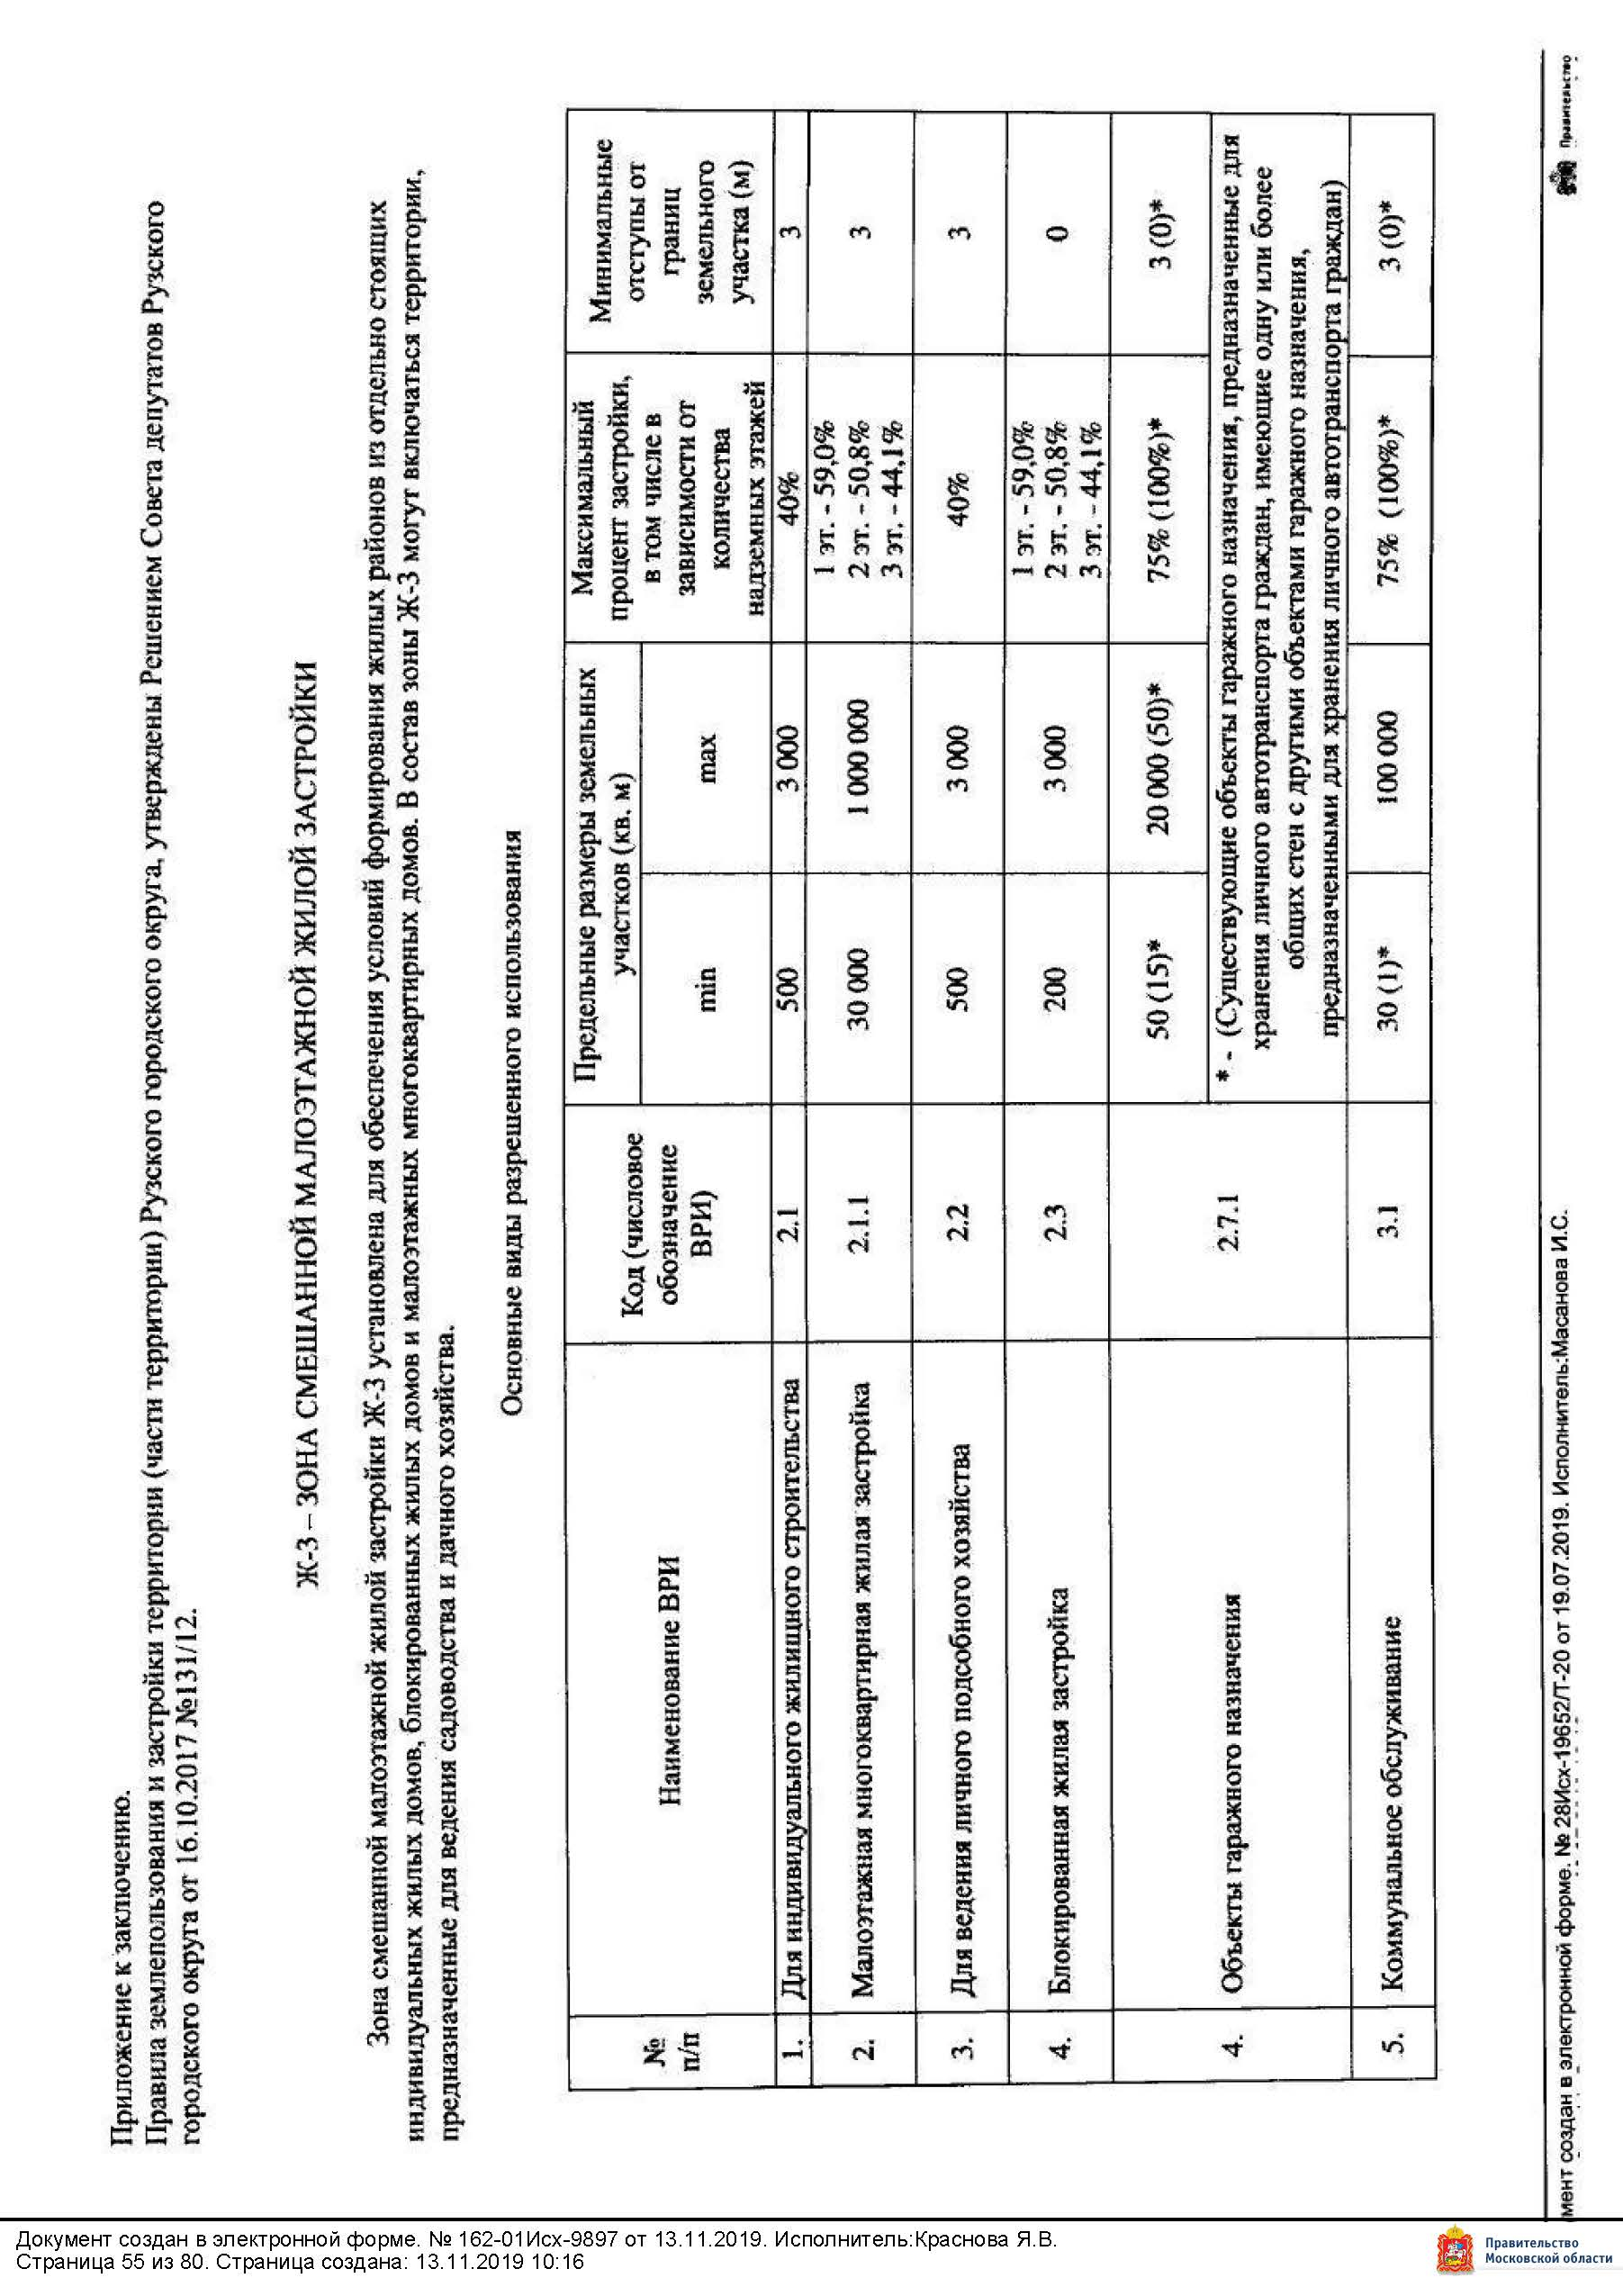 Приложение к заключению.
Правила землепользования и застройки территории (части территории) Рузского городского округа, утверждены Решением Совета депутатов Рузского
городского округа от 16.10.2017 №131/12.
Ж-3 – ЗОНА СМЕШАННОЙ МАЛОЭТАЖНОЙ ЖИЛОЙ ЗАСТРОЙКИ
Зона смешанной малоэтажной жилой застройки Ж-3 установлена для обеспечения условий формирования жилых районов из отдельно стоящих
индивидуальных жилых домов, блокированных жилых домов и малоэтажных многоквартирных домов. В состав зоны Ж-3 могут включаться территории,
предназначенные для ведения садоводства и дачного хозяйства.
Основные виды разрешенного использования
№
п/п
Наименование ВРИ
Код (числовое
обозначение
ВРИ)
Предельные размеры земельных
участков (кв. м)
min
max
Максимальный
процент застройки,
в том числе в
зависимости от
количества
надземных этажей
Минимальные
отступы от
границ
земельного
участка (м)
1. Для индивидуального жилищного строительства 2.1 500 3 000 40% 3
2. Малоэтажная многоквартирная жилая застройка 2.1.1 30 000 1 000 000
1 эт. - 59,0%
2 эт. - 50,8%
3 эт. - 44,1%
3
3. Для ведения личного подсобного хозяйства 2.2 500 3 000 40% 3
4. Блокированная жилая застройка 2.3 200 3 000
1 эт. - 59,0%
2 эт. - 50,8%
3 эт. - 44,1%
0
4. Объекты гаражного назначения 2.7.1
50 (15)* 20 000 (50)* 75% (100%)* 3 (0)*
* - (Существующие объекты гаражного назначения, предназначенные для
хранения личного автотранспорта граждан, имеющие одну или более
общих стен с другими объектами гаражного назначения,
предназначенными для хранения личного автотранспорта граждан)
5. Коммунальное обслуживание 3.1 30 (1)* 100 000 75% (100%)* 3 (0)*
мент создан в электронной форме. № 28Исх-19652/Т-20 от 19.07.2019. Исполнитель:Масанова И.С.
Правительство
Документ создан в электронной форме. № 162-01Исх-9897 от 13.11.2019. Исполнитель:Краснова Я.В.
Страница 55 из 80. Страница создана: 13.11.2019 10:16
Правительство
Московской области